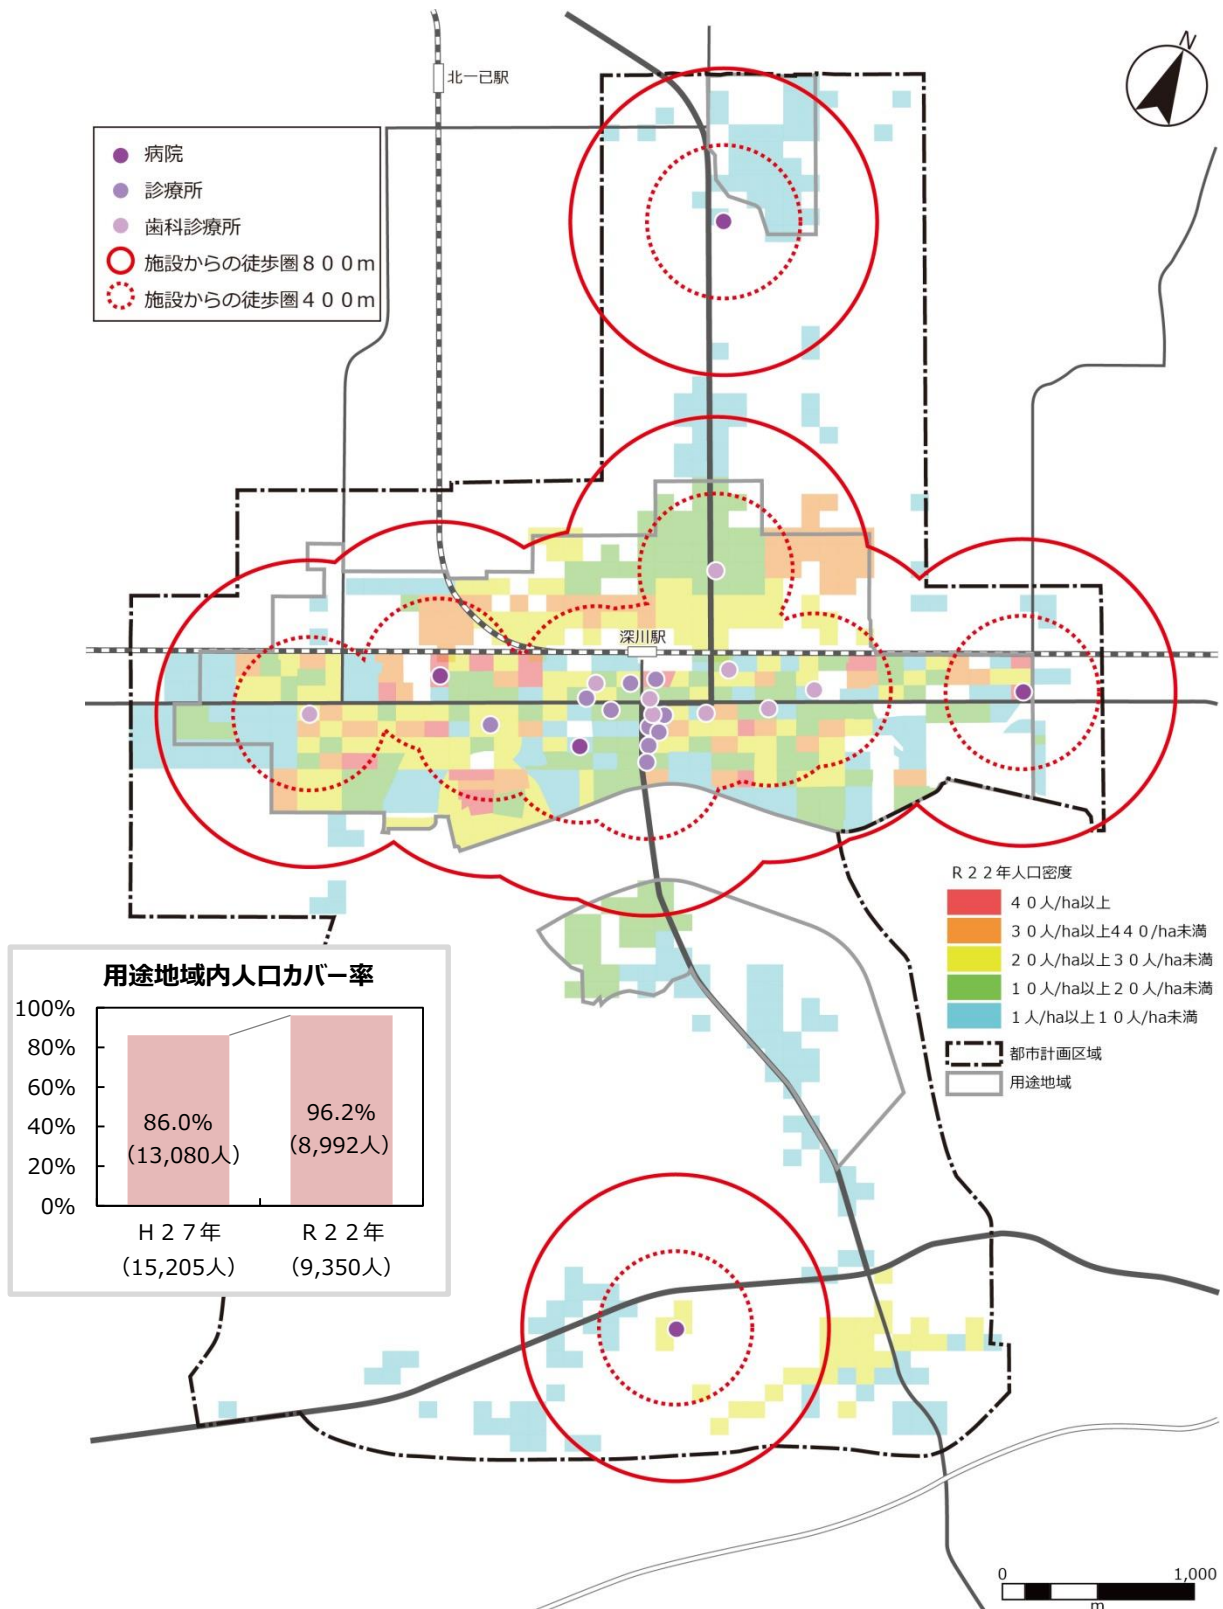 北一已駅
N
病院
診療所
歯科診療所
施設からの徒歩圏８００ｍ
施設からの徒歩圏４００ｍ
深川駅
Ｒ２２年人口密度
４０人/ha以上
３０人/ha以上４４０/ha未満
２０人/ha以上３０人/ha未満
１０人/ha以上２０人/ha未満
１人/ha以上１０人/ha未満
都市計画区域
用途地域
用途地域内人口カバー率
100%
80%
60%
40%
20%
0%
86.0%
（13,080人）
96.2%
（8,992人）
Ｈ２７年
（15,205人）
Ｒ２２年
（9,350人）
0 1,000
m